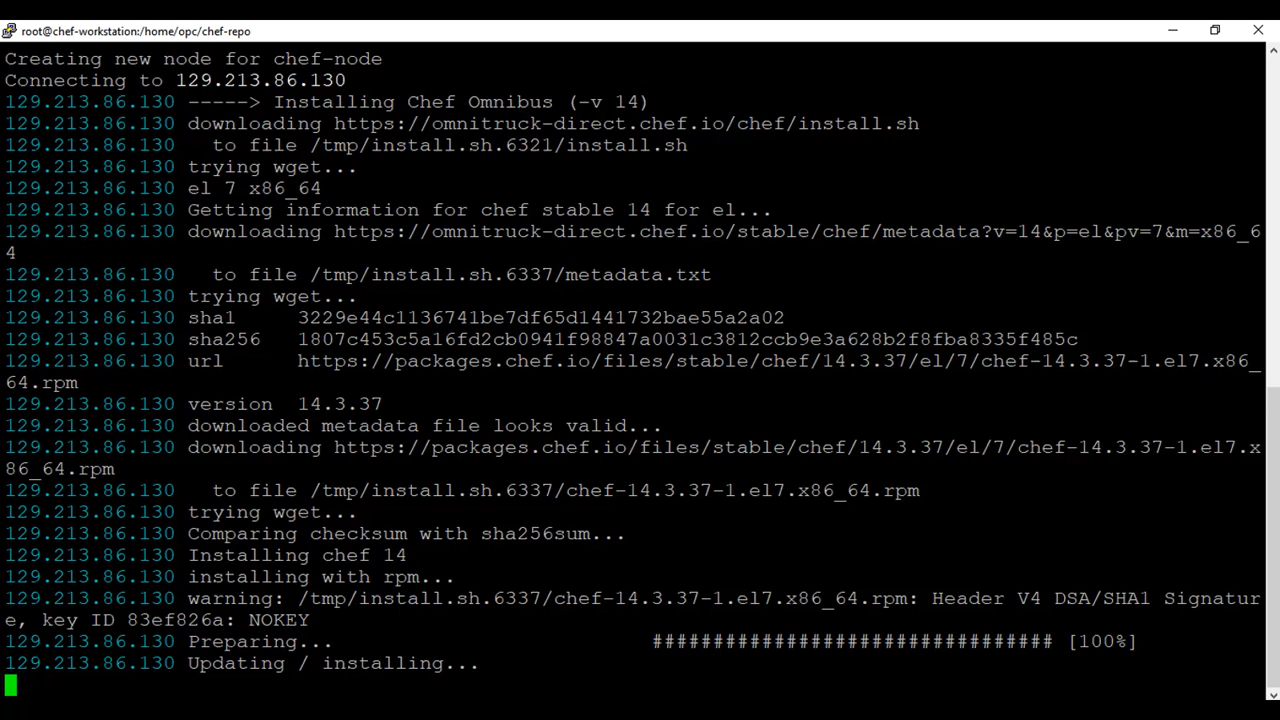 root@chef-workstation:/home/opc/chef-repo
Creating new node for chef-node
Connecting to 129.213.86.130
129.213.86.130 -----> Installing Chef Omnibus (-v 14)
129.213.86.130 downloading https://omnitruck-direct.chef.io/chef/install.sh
129.213.86.130   to file /tmp/install.sh.6321/install.sh
129.213.86.130 trying wget...
129.213.86.130 el 7 x86_64
129.213.86.130 Getting information for chef stable 14 for el...
129.213.86.130 downloading https://omnitruck-direct.chef.io/stable/chef/metadata?v=14&p=el&pv=7&m=x86_6
4
129.213.86.130   to file /tmp/install.sh.6337/metadata.txt
129.213.86.130 trying wget...
129.213.86.130 sha1     3229e44c1136741be7df65d1441732bae55a2a02
129.213.86.130 sha256   1807c453c5a16fd2cb0941f98847a0031c3812ccb9e3a628b2f8fba8335f485c
129.213.86.130 url      https://packages.chef.io/files/stable/chef/14.3.37/el/7/chef-14.3.37-1.el7.x86_
64.rpm
129.213.86.130 version  14.3.37
129.213.86.130 downloaded metadata file looks valid...
129.213.86.130 downloading https://packages.chef.io/files/stable/chef/14.3.37/el/7/chef-14.3.37-1.el7.x
86_64.rpm
129.213.86.130   to file /tmp/install.sh.6337/chef-14.3.37-1.el7.x86_64.rpm
129.213.86.130 trying wget...
129.213.86.130 Comparing checksum with sha256sum...
129.213.86.130 Installing chef 14
129.213.86.130 installing with rpm...
129.213.86.130 warning: /tmp/install.sh.6337/chef-14.3.37-1.el7.x86_64.rpm: Header V4 DSA/SHA1 Signatur
e, key ID 83ef826a: NOKEY
129.213.86.130 Preparing...                          ################################# [100%]
129.213.86.130 Updating / installing...